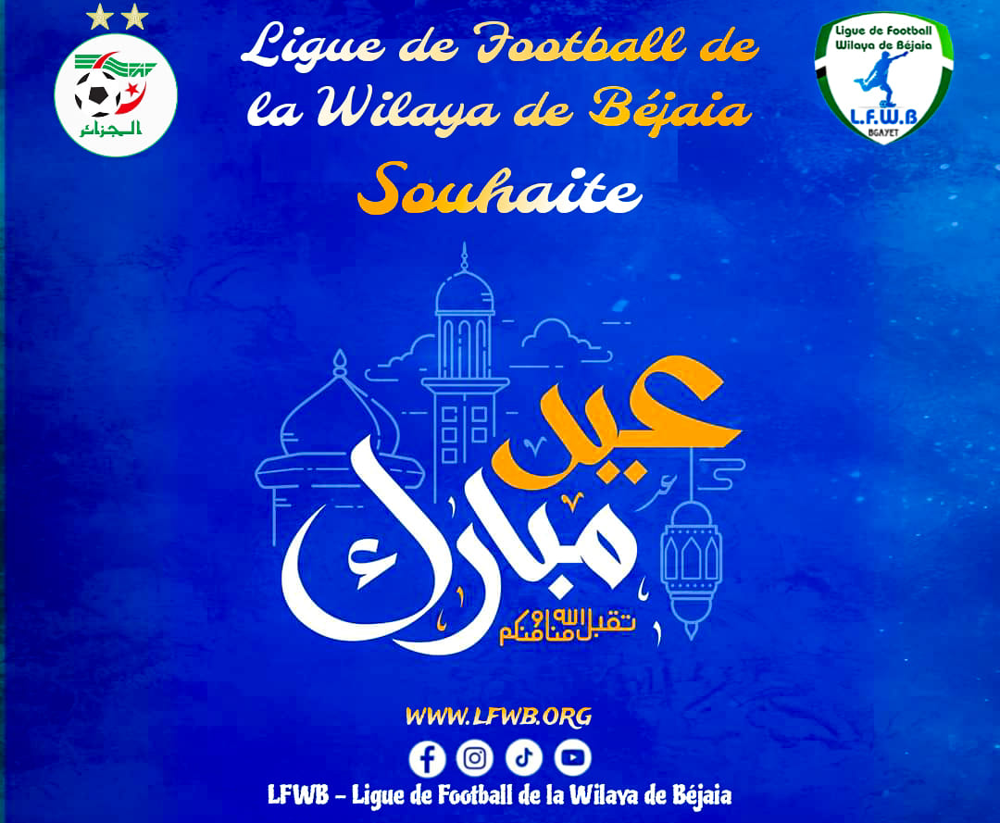 الجزائر
Ligue de Football
Wilaya de Béjaia
L.F.W.B
BGAYET
Ligue de Football de
la Wilaya de Béjaia
Souhaite
عيد
مبارك
تقبل الله منا ومنكم
WWW.LFWB.ORG
LFWB - Ligue de Football de la Wilaya de Béjaia